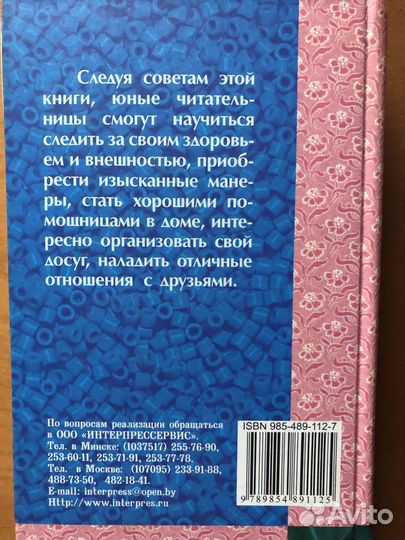 Следуя советам этой
книги, юные читатель-
ницы смогут научиться
следить за своим здоровь-
ем и внешностью, приоб-
рести изысканные мане-
ры, стать хорошими по-
мощницами в доме, инте-
ресно организовать свой
досуг, наладить отличные
отношения с друзьями.
По вопросам реализации обращаться
в ООО «ИНТЕРПРЕССЕРВИС».
Тел. в Минске: (1037517) 255-76-90,
253-60-11, 253-71-91, 253-77-78.
Тел. в Москве: (107095) 233-91-88,
488-73-50, 482-18-41.
E-mail: interpress@open.by
Http://www.interpres.ru
ISBN 985-489-112-7
9 789854 891125
Avito